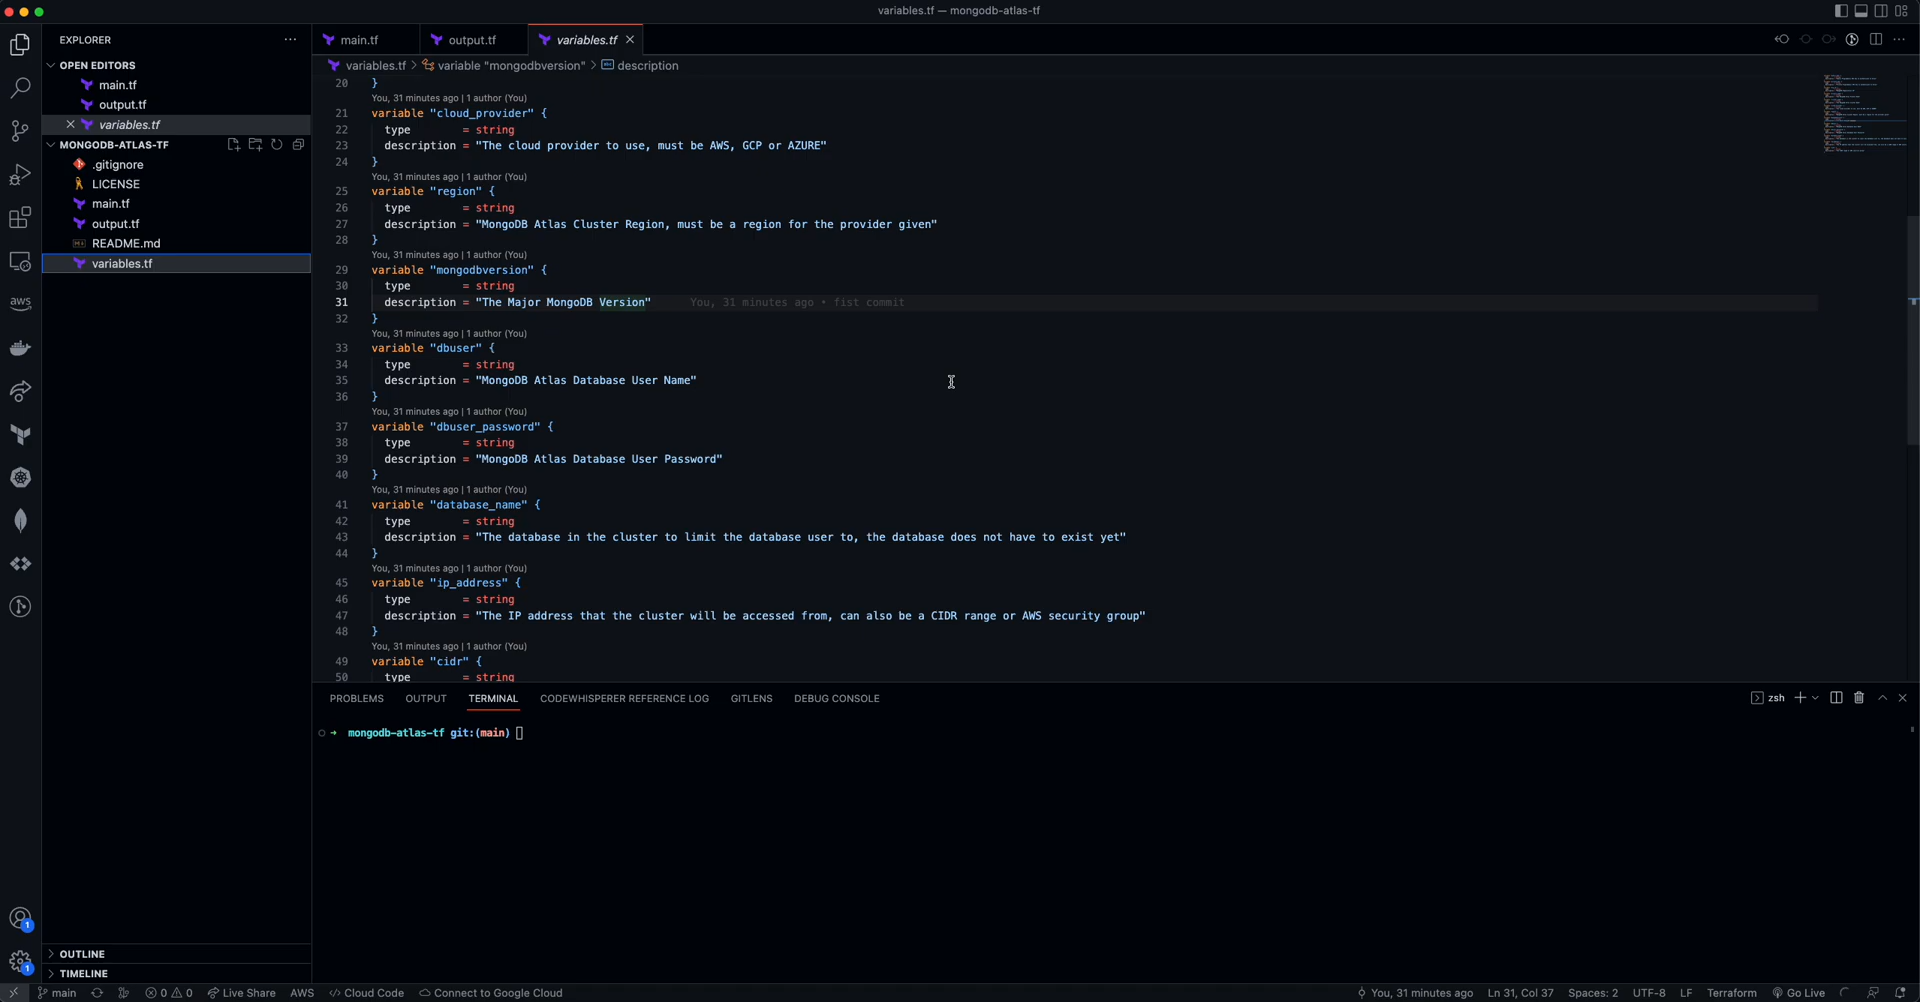 variables.tf — mongodb-atlas-tf
EXPLORER
OPEN EDITORS
main.tf
output.tf
variables.tf
MONGODB-ATLAS-TF
.gitignore
LICENSE
main.tf
output.tf
README.md
variables.tf
aws
1
1
OUTLINE
TIMELINE
main.tf
output.tf
variables.tf
variables.tf > variable "mongodbversion" > description
20 }
You, 31 minutes ago | 1 author (You)
21 variable "cloud_provider" {
22 type = string
23 description = "The cloud provider to use, must be AWS, GCP or AZURE"
24 }
You, 31 minutes ago | 1 author (You)
25 variable "region" {
26 type = string
27 description = "MongoDB Atlas Cluster Region, must be a region for the provider given"
28 }
You, 31 minutes ago | 1 author (You)
29 variable "mongodbversion" {
30 type = string
31 description = "The Major MongoDB Version" You, 31 minutes ago • fist commit
32 }
You, 31 minutes ago | 1 author (You)
33 variable "dbuser" {
34 type = string
35 description = "MongoDB Atlas Database User Name"
36 }
You, 31 minutes ago | 1 author (You)
37 variable "dbuser_password" {
38 type = string
39 description = "MongoDB Atlas Database User Password"
40 }
You, 31 minutes ago | 1 author (You)
41 variable "database_name" {
42 type = string
43 description = "The database in the cluster to limit the database user to, the database does not have to exist yet"
44 }
You, 31 minutes ago | 1 author (You)
45 variable "ip_address" {
46 type = string
47 description = "The IP address that the cluster will be accessed from, can also be a CIDR range or AWS security group"
48 }
You, 31 minutes ago | 1 author (You)
49 variable "cidr" {
50 type = string
PROBLEMS OUTPUT TERMINAL CODEWHISPERER REFERENCE LOG GITLENS DEBUG CONSOLE zsh
mongodb-atlas-tf git:(main)
main 0 0 Live Share AWS Cloud Code Connect to Google Cloud You, 31 minutes ago Ln 31, Col 37 Spaces: 2 UTF-8 LF Terraform Go Live